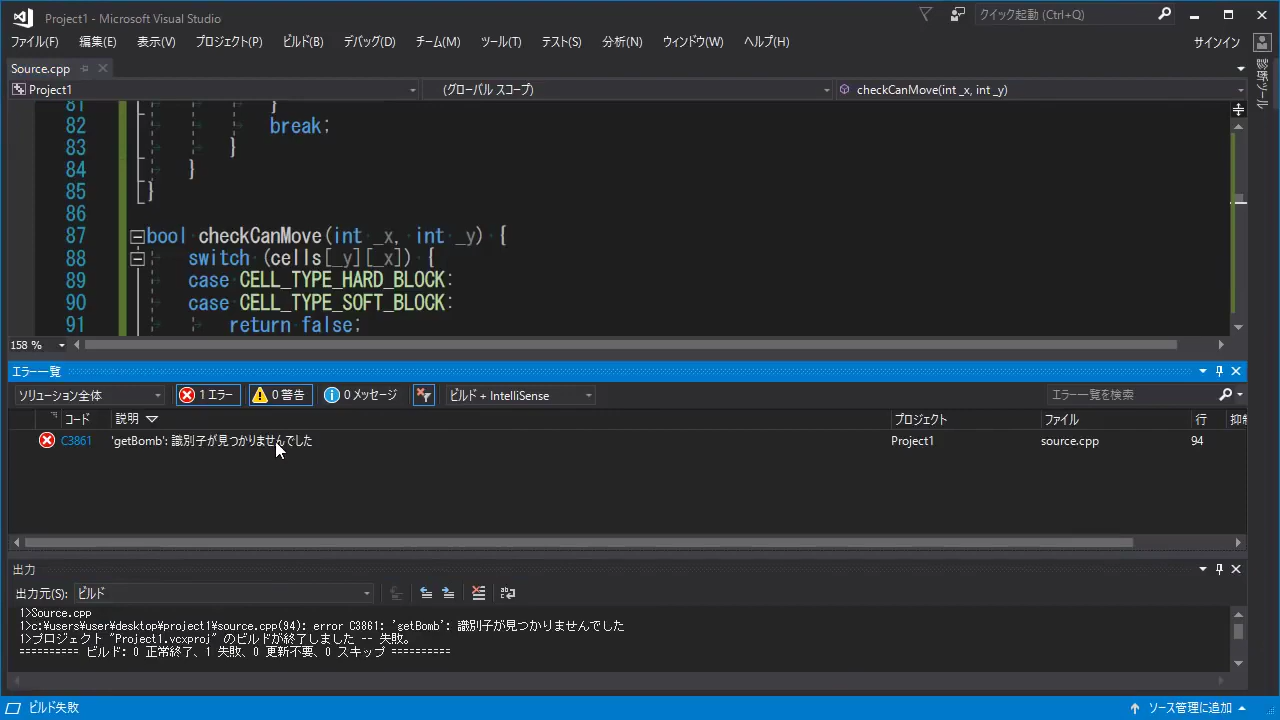 Project1 - Microsoft Visual Studio
クイック起動 (Ctrl+Q)
ファイル(F) 編集(E) 表示(V) プロジェクト(P) ビルド(B) デバッグ(D) チーム(M) ツール(T) テスト(S) 分析(N) ウィンドウ(W) ヘルプ(H)
サインイン
Source.cpp
診断ツール
Project1 (グローバル スコープ) checkCanMove(int _x, int _y)
81 }
82 break;
83 }
84 }
85 }
86
87 bool checkCanMove(int _x, int _y) {
88 switch (cells[_y][_x]) {
89 case CELL_TYPE_HARD_BLOCK:
90 case CELL_TYPE_SOFT_BLOCK:
91 return false;
158 %
エラー一覧
ソリューション全体 1 エラー 0 警告 0 メッセージ ビルド + IntelliSense エラー一覧を検索
コード 説明 プロジェクト ファイル 行 抑制
C3861 'getBomb': 識別子が見つかりませんでした Project1 source.cpp 94
出力
出力元(S): ビルド
1>Source.cpp
1>c:¥users¥user¥desktop¥project1¥source.cpp(94): error C3861: 'getBomb': 識別子が見つかりませんでした
1>プロジェクト "Project1.vcxproj" のビルドが終了しました -- 失敗。
========== ビルド: 0 正常終了、1 失敗、0 更新不要、0 スキップ ==========
ビルド失敗
ソース管理に追加